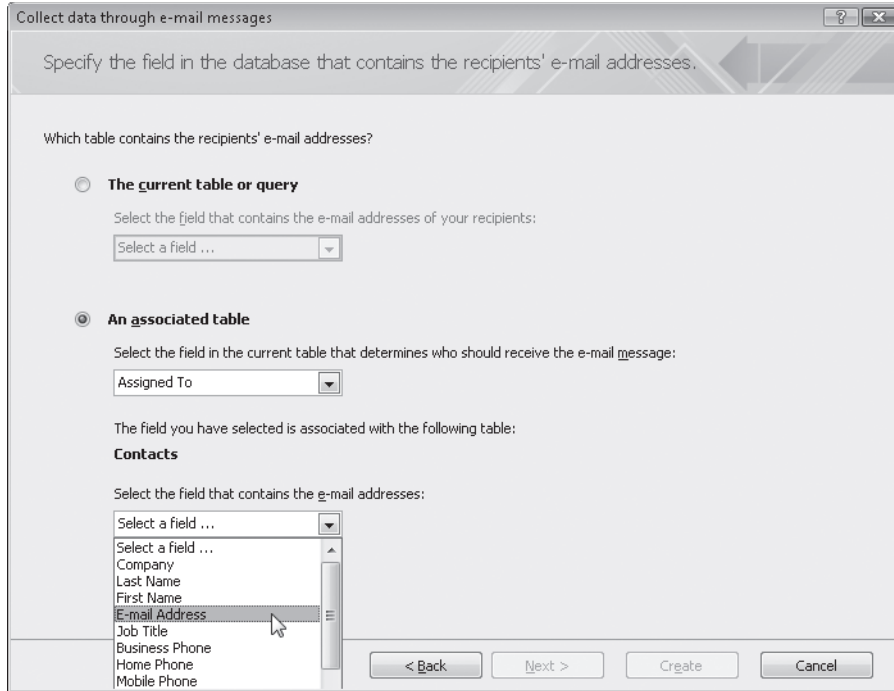 Collect data through e-mail messages
Specify the field in the database that contains the recipients' e-mail addresses.
Which table contains the recipients' e-mail addresses?
The current table or query
Select the field that contains the e-mail addresses of your recipients:
Select a field ...
An associated table
Select the field in the current table that determines who should receive the e-mail message:
Assigned To
The field you have selected is associated with the following table:
Contacts
Select the field that contains the e-mail addresses:
Select a field ...
Select a field ...
Company
Last Name
First Name
E-mail Address
Job Title
Business Phone
Home Phone
Mobile Phone
< Back Next > Create Cancel